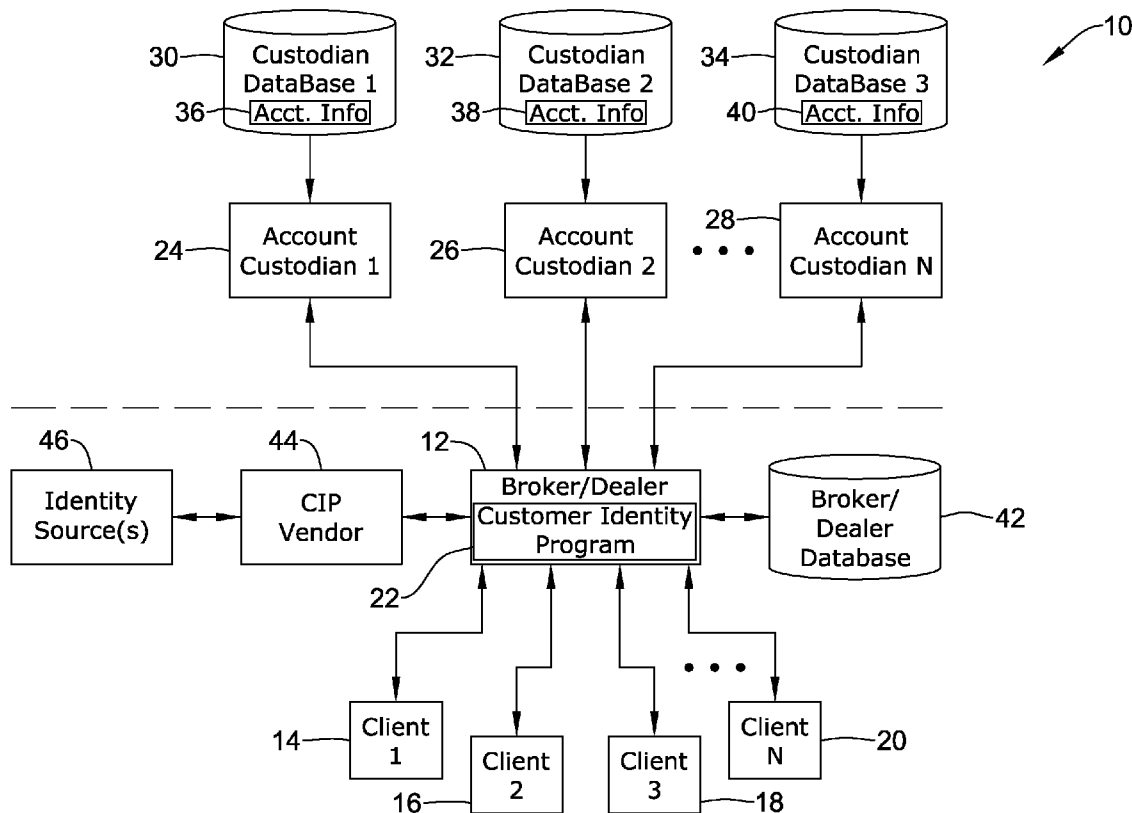 10
30
Custodian
DataBase 1
36
Acct. Info
32
Custodian
DataBase 2
38
Acct. Info
34
Custodian
DataBase 3
40
Acct. Info
24
Account
Custodian 1
26
Account
Custodian 2
28
Account
Custodian N
46
Identity
Source(s)
44
CIP
Vendor
12
Broker/Dealer
Customer Identity
Program
22
Broker/
Dealer
Database
42
14
Client
1
16
Client
2
Client
3
18
Client
N
20